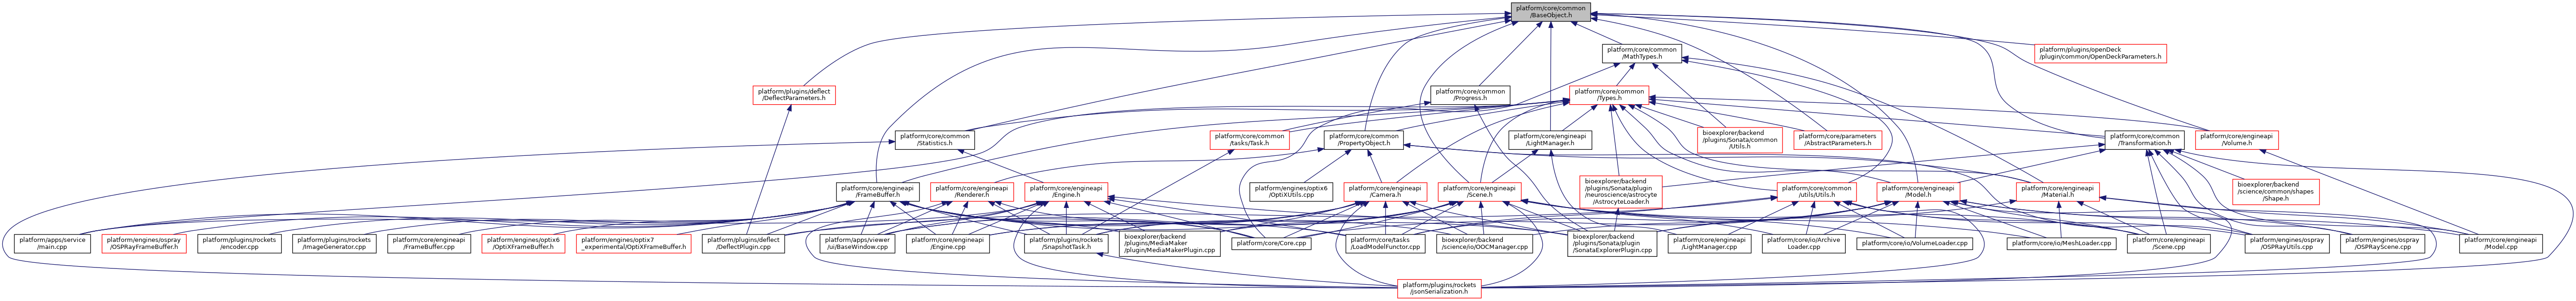 platform/core/common
/BaseObject.h
platform/core/common
/MathTypes.h
platform/plugins/openDeck
/plugin/common/OpenDeckParameters.h
platform/plugins/deflect
/DeflectParameters.h
platform/core/common
/Progress.h
platform/core/common
/Types.h
platform/core/common
/Statistics.h
platform/core/common
/tasks/Task.h
platform/core/common
/PropertyObject.h
platform/core/engineapi
/LightManager.h
bioexplorer/backend
/plugins/Sonata/common
/Utils.h
platform/core/parameters
/AbstractParameters.h
platform/core/common
/Transformation.h
platform/core/engineapi
/Volume.h
platform/core/engineapi
/FrameBuffer.h
platform/core/engineapi
/Renderer.h
platform/core/engineapi
/Engine.h
platform/engines/optix6
/OptiXUtils.cpp
platform/core/engineapi
/Camera.h
platform/core/engineapi
/Scene.h
bioexplorer/backend
/plugins/Sonata/plugin
/neuroscience/astrocyte
/AstrocyteLoader.h
platform/core/common
/utils/Utils.h
platform/core/engineapi
/Model.h
platform/core/engineapi
/Material.h
bioexplorer/backend
/science/common/shapes
/Shape.h
platform/apps/service
/main.cpp
platform/engines/ospray
/OSPRayFrameBuffer.h
platform/plugins/rockets
/encoder.cpp
platform/plugins/rockets
/ImageGenerator.cpp
platform/core/engineapi
/FrameBuffer.cpp
platform/engines/optix6
/OptiXFrameBuffer.h
platform/engines/optix7
_experimental/OptiXFrameBuffer.h
platform/plugins/deflect
/DeflectPlugin.cpp
platform/apps/viewer
/ui/BaseWindow.cpp
platform/core/engineapi
/Engine.cpp
platform/plugins/rockets
/SnapshotTask.h
bioexplorer/backend
/plugins/MediaMaker
/plugin/MediaMakerPlugin.cpp
platform/core/Core.cpp
platform/core/tasks
/LoadModelFunctor.cpp
bioexplorer/backend
/science/io/OOCManager.cpp
bioexplorer/backend
/plugins/Sonata/plugin
/SonataExplorerPlugin.cpp
platform/core/engineapi
/LightManager.cpp
platform/core/io/Archive
Loader.cpp
platform/core/io/VolumeLoader.cpp
platform/core/io/MeshLoader.cpp
platform/core/engineapi
/Scene.cpp
platform/engines/ospray
/OSPRayUtils.cpp
platform/engines/ospray
/OSPRayScene.cpp
platform/core/engineapi
/Model.cpp
platform/plugins/rockets
/jsonSerialization.h